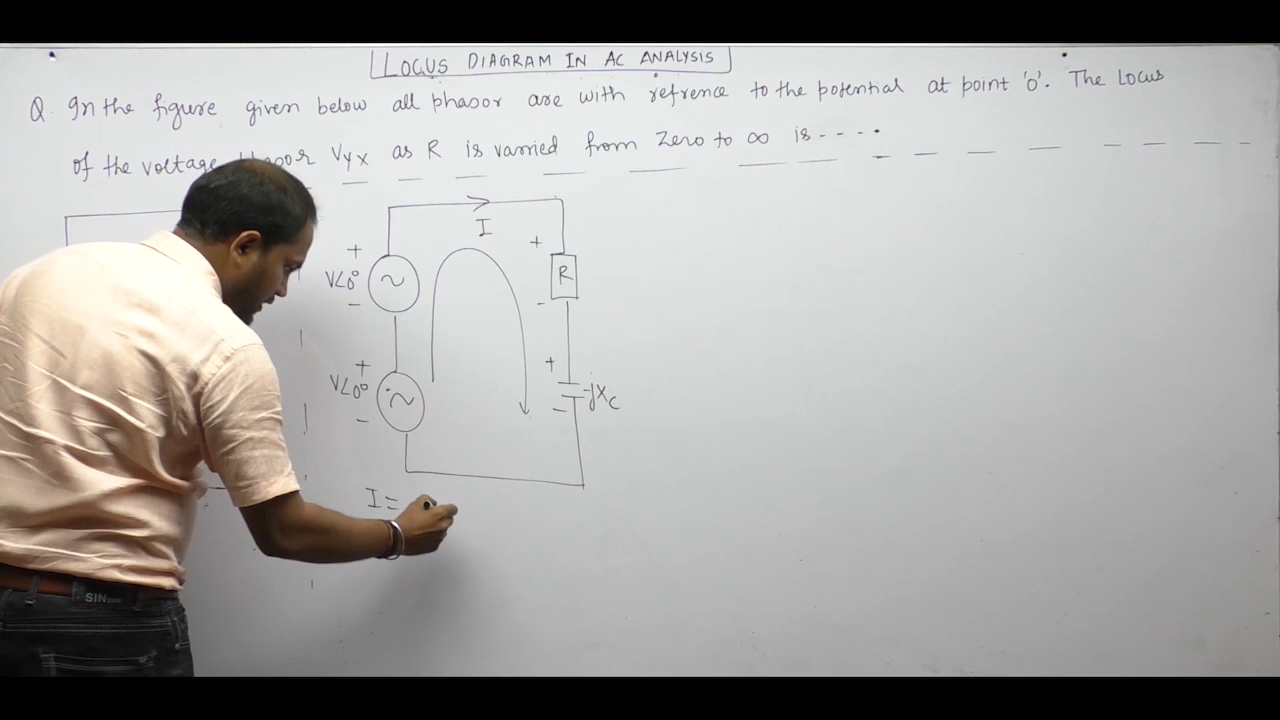 LOCUS DIAGRAM IN AC ANALYSIS
Q. In the figure given below all phasor are with refrence to the potential at point 'o'. The Locus
of the voltage VYX as R is varried from Zero to ∞ is ----.
I
+
+
V∠0°
R
-
-
+
+
V∠0°
-jXC
-
-
I =
SIN